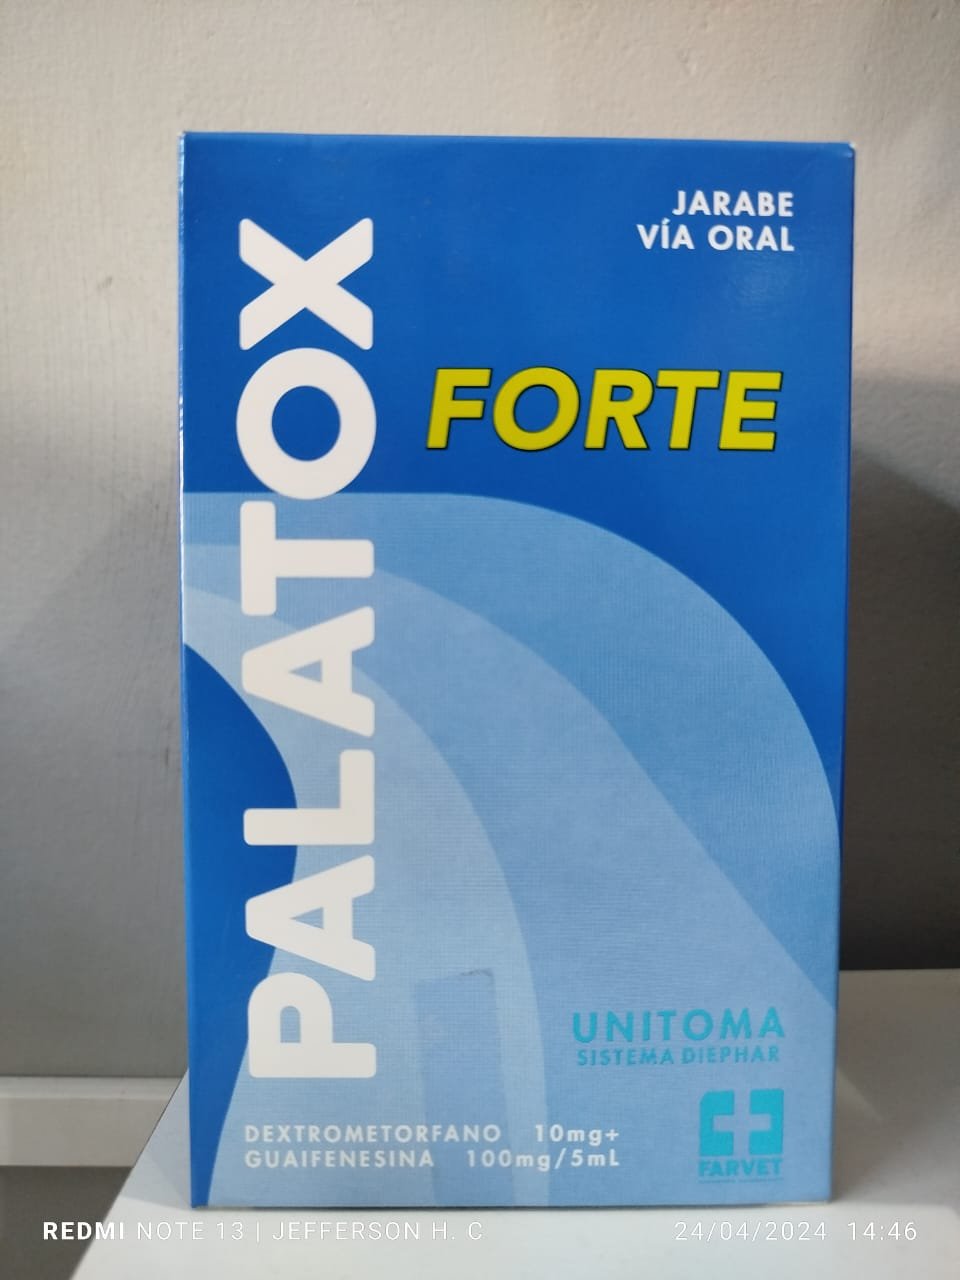 JARABE
VÍA ORAL
PALATOX
FORTE
UNITOMA
SISTEMA DIEPHAR
DEXTROMETORFANO 10mg+
GUAIFENESINA 100mg/5mL
FARVET
REDMI NOTE 13 | JEFFERSON H. C
24/04/2024 14:46